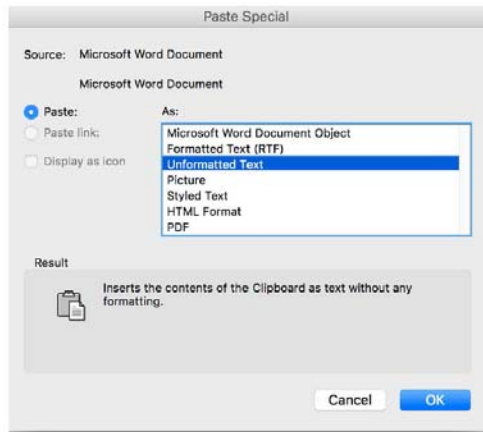 Paste Special
Source: Microsoft Word Document
Microsoft Word Document
Paste: As:
Paste link:
Display as icon
Microsoft Word Document Object
Formatted Text (RTF)
Unformatted Text
Picture
Styled Text
HTML Format
PDF
Result
Inserts the contents of the Clipboard as text without any
formatting.
Cancel OK